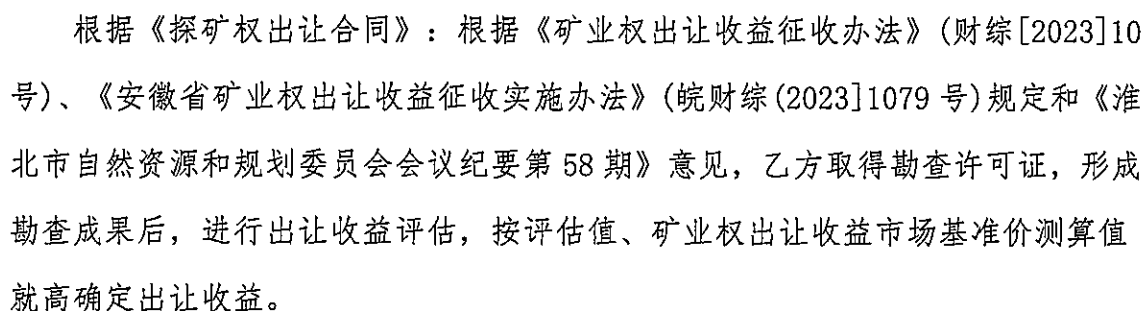 根据《探矿权出让合同》：根据《矿业权出让收益征收办法》(财综[2023]10
号)、《安徽省矿业权出让收益征收实施办法》(皖财综(2023]1079号)规定和《淮
北市自然资源和规划委员会会议纪要第58期》意见，乙方取得勘查许可证，形成
勘查成果后，进行出让收益评估，按评估值、矿业权出让收益市场基准价测算值
就高确定出让收益。